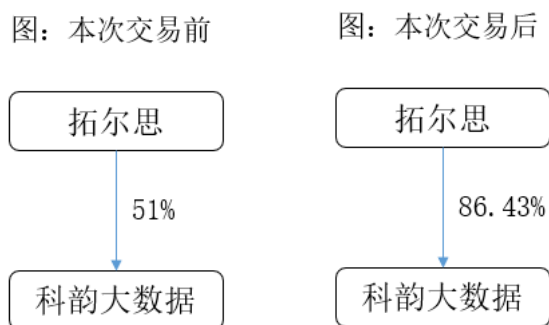 图：本次交易前
拓尔思
51%
科韵大数据
图：本次交易后
拓尔思
86.43%
科韵大数据